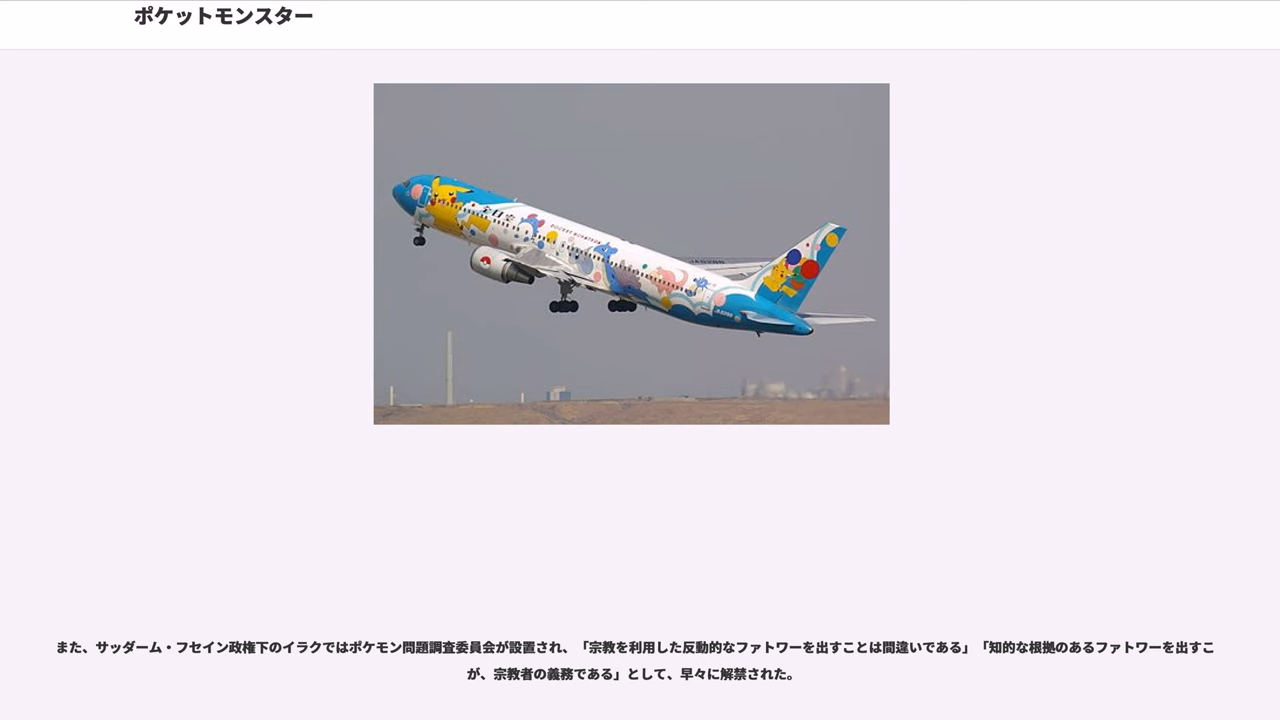 ポケットモンスター
全日空
POCKET MONSTERS
また、サッダーム・フセイン政権下のイラクではポケモン問題調査委員会が設置され、「宗教を利用した反動的なファトワーを出すことは間違いである」「知的な根拠のあるファトワーを出すこ
が、宗教者の義務である」として、早々に解禁された。